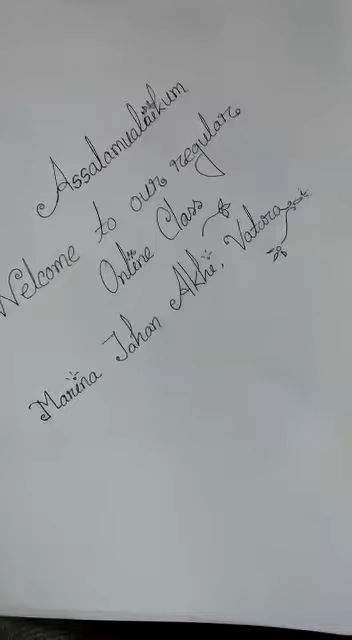 Assalamualaikum
Welcome to our regular
Online Class
Marina Jahan Akhi, Vatara